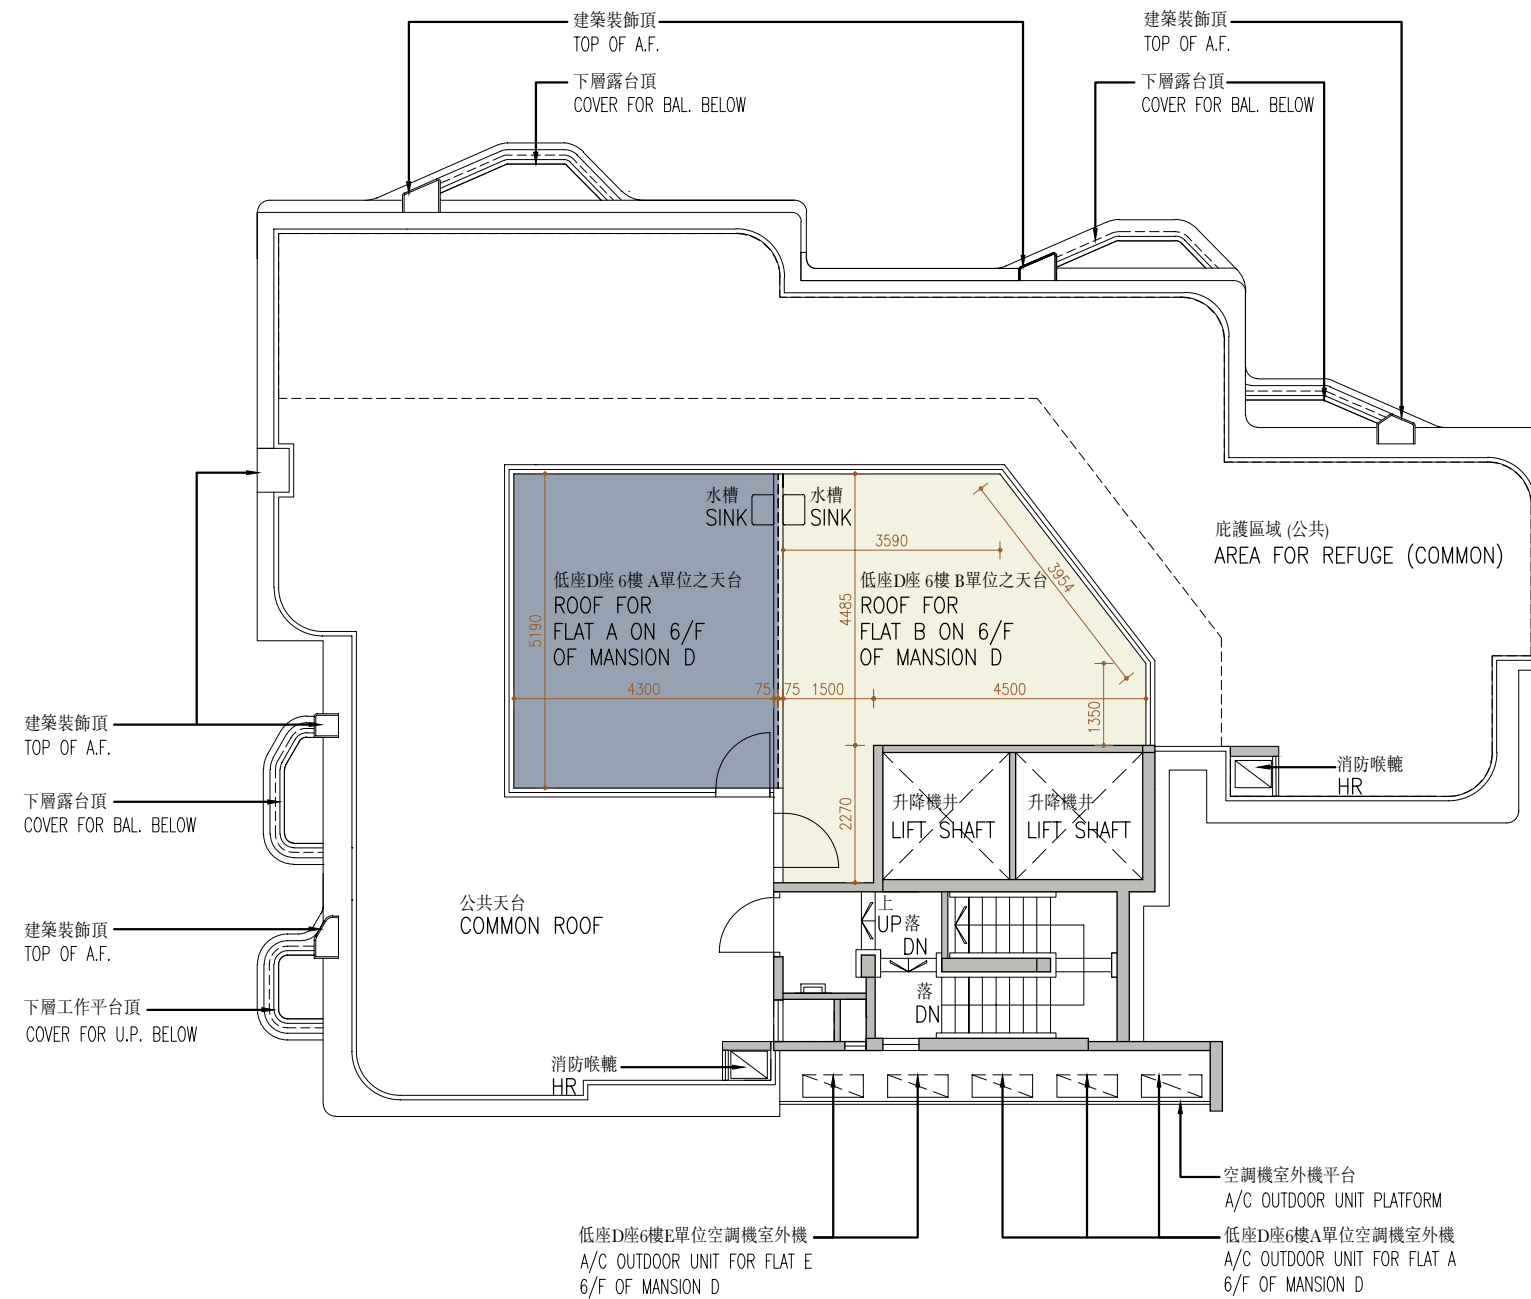 建築裝飾頂
TOP OF A.F.
建築裝飾頂
TOP OF A.F.
下層露台頂
COVER FOR BAL. BELOW
下層露台頂
COVER FOR BAL. BELOW
水槽
SINK
水槽
SINK
3590
3954
庇護區域 (公共)
AREA FOR REFUGE (COMMON)
低座D座 6樓 A單位之天台
ROOF FOR
FLAT A ON 6/F
OF MANSION D
5190
4485
低座D座 6樓 B單位之天台
ROOF FOR
FLAT B ON 6/F
OF MANSION D
4300
75
75
1500
4500
1350
建築裝飾頂
TOP OF A.F.
消防喉轆
HR
下層露台頂
COVER FOR BAL. BELOW
2270
升降機井
LIFT SHAFT
升降機井
LIFT SHAFT
公共天台
COMMON ROOF
上
UP
落
DN
建築裝飾頂
TOP OF A.F.
落
DN
下層工作平台頂
COVER FOR U.P. BELOW
消防喉轆
HR
空調機室外機平台
A/C OUTDOOR UNIT PLATFORM
低座D座6樓E單位空調機室外機
A/C OUTDOOR UNIT FOR FLAT E
6/F OF MANSION D
低座D座6樓A單位空調機室外機
A/C OUTDOOR UNIT FOR FLAT A
6/F OF MANSION D